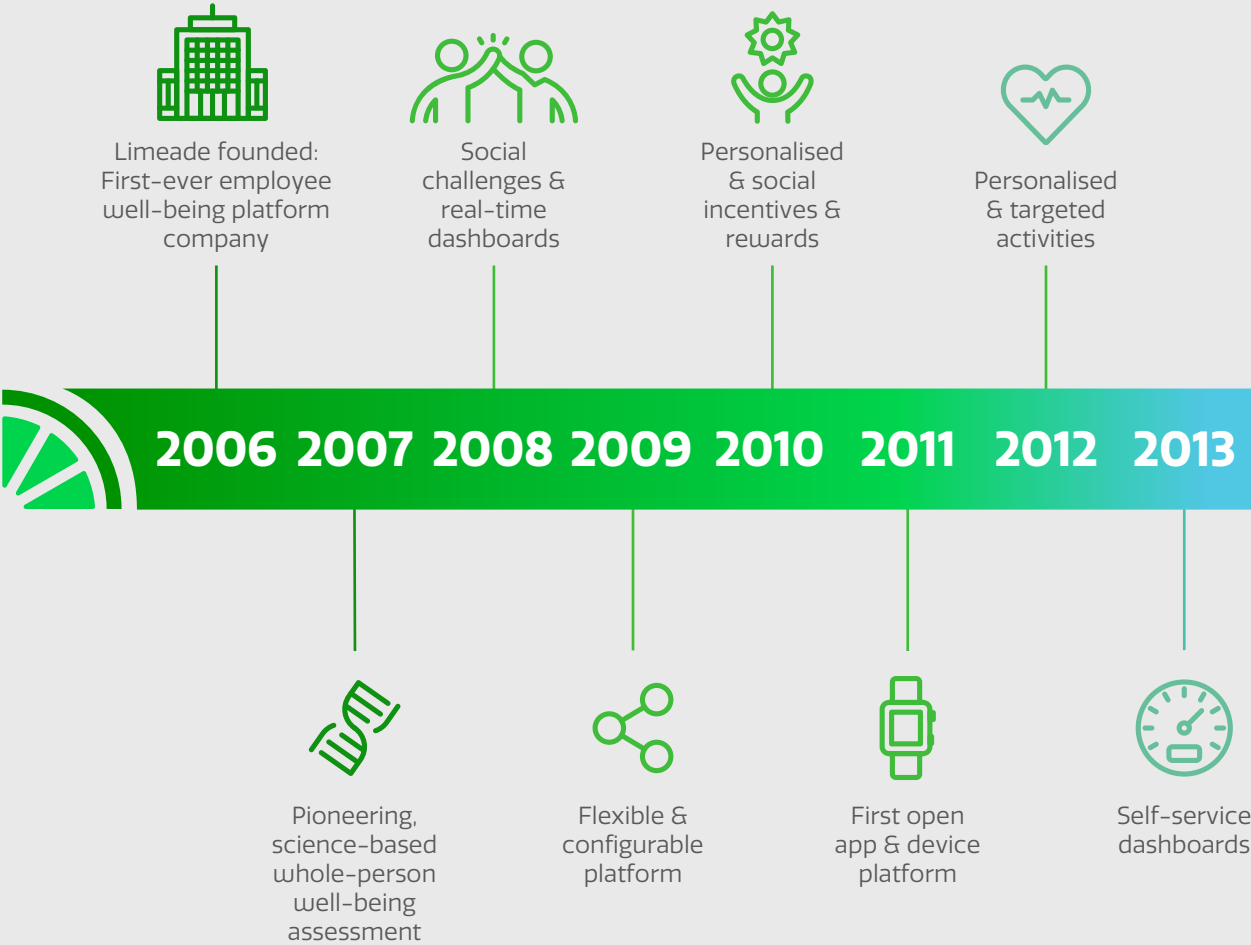 Limeade founded:
First-ever employee
well-being platform
company
Social
challenges &
real-time
dashboards
Personalised
& social
incentives &
rewards
Personalised
& targeted
activities
2006 2007 2008 2009 2010 2011 2012 2013
Pioneering,
science-based
whole-person
well-being
assessment
Flexible &
configurable
platform
First open
app & device
platform
Self-service
dashboards